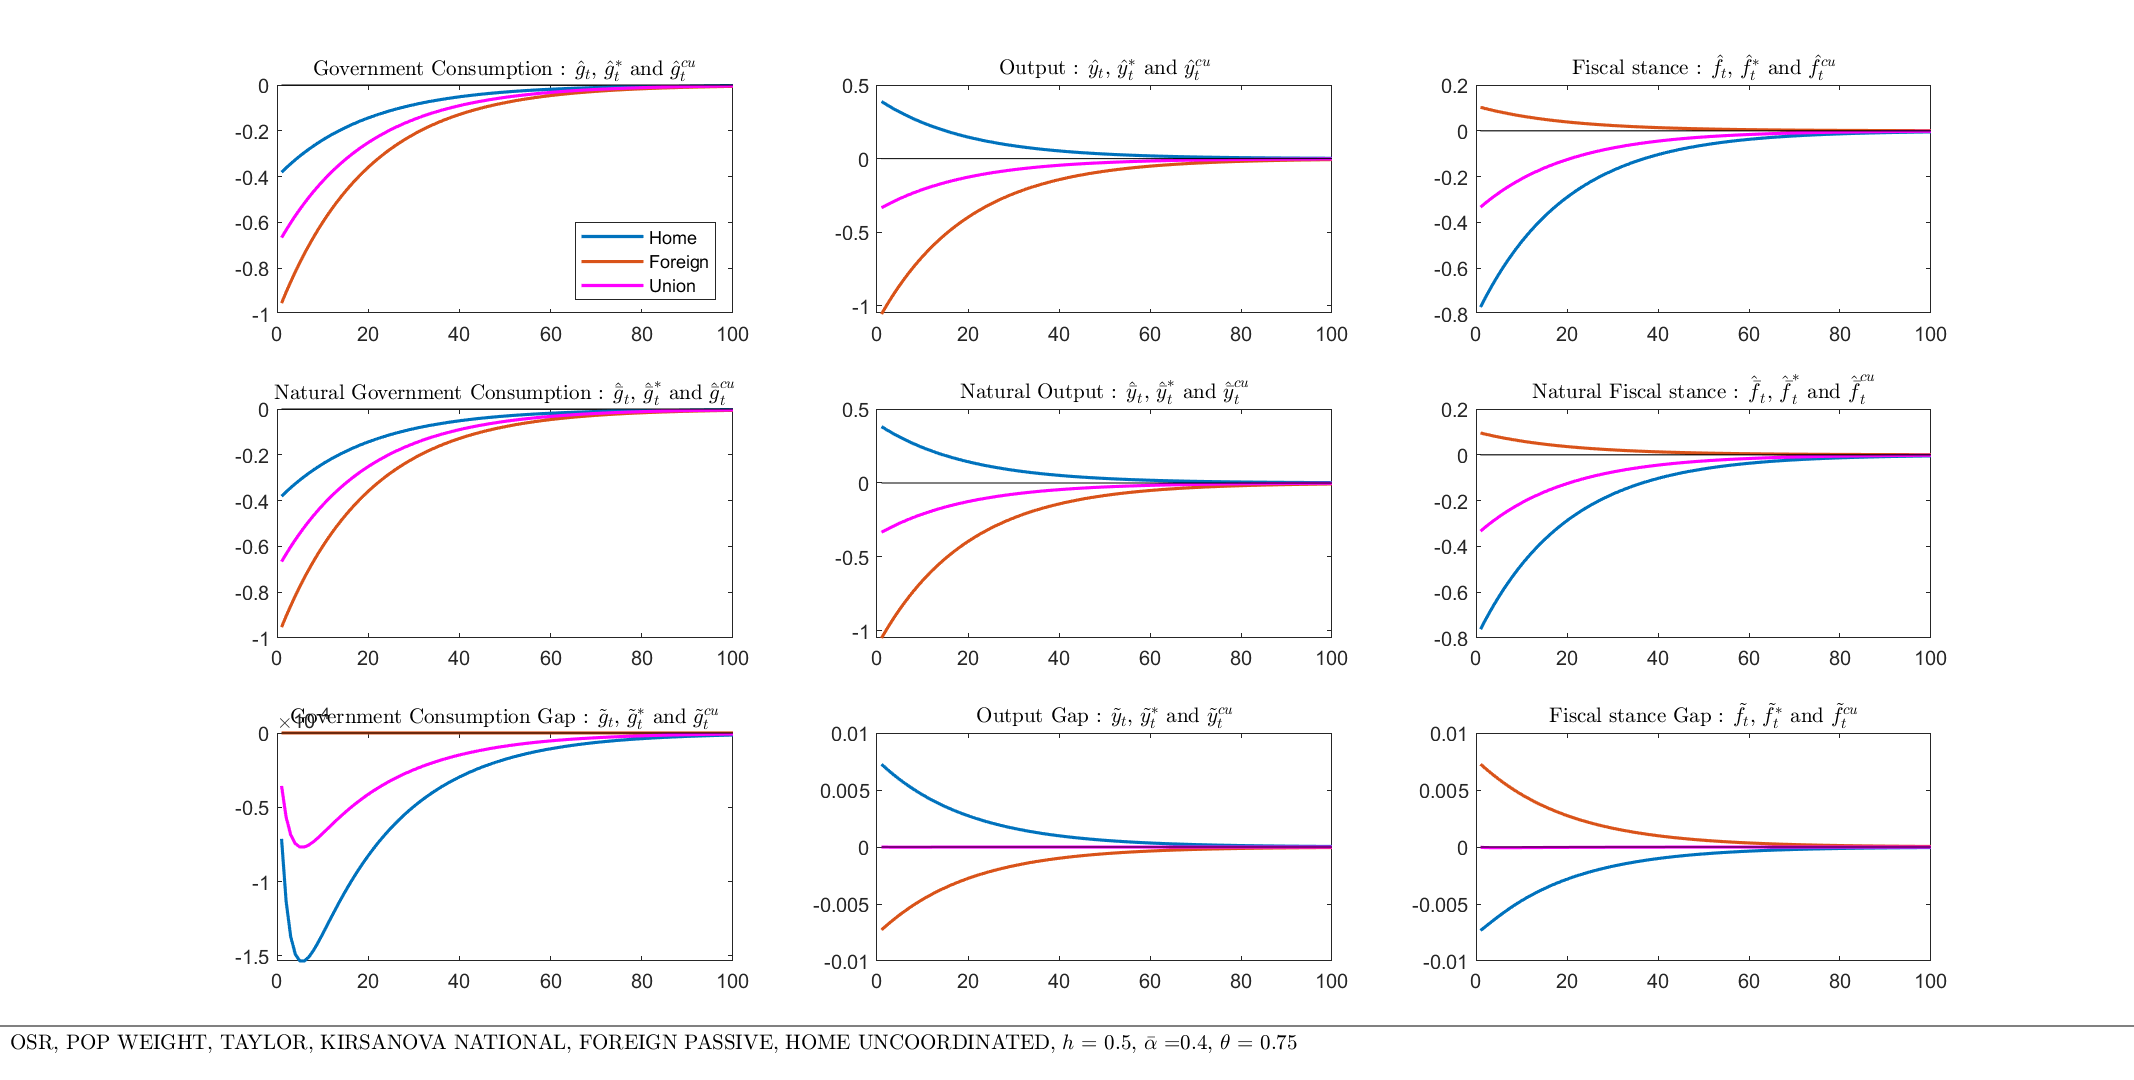 Government Consumption : ĝₜ, ĝₜ* and ĝₜᶜᵘ
0
-0.2
-0.4
-0.6
-0.8
-1
0 20 40 60 80 100
Home
Foreign
Union
Output : ŷₜ, ŷₜ* and ŷₜᶜᵘ
0.5
0
-0.5
-1
0 20 40 60 80 100
Fiscal stance : f̂ₜ, f̂ₜ* and f̂ₜᶜᵘ
0.2
0
-0.2
-0.4
-0.6
-0.8
0 20 40 60 80 100
Natural Government Consumption : ĝ̄ₜ, ĝ̄ₜ* and ĝ̄ₜᶜᵘ
0
-0.2
-0.4
-0.6
-0.8
-1
0 20 40 60 80 100
Natural Output : ŷ̄ₜ, ŷ̄ₜ* and ŷ̄ₜᶜᵘ
0.5
0
-0.5
-1
0 20 40 60 80 100
Natural Fiscal stance : f̄̂ₜ, f̄̂ₜ* and f̄̂ₜᶜᵘ
0.2
0
-0.2
-0.4
-0.6
-0.8
0 20 40 60 80 100
Government Consumption Gap : g̃ₜ, g̃ₜ* and g̃ₜᶜᵘ
×10⁻⁴
0
-0.5
-1
-1.5
0 20 40 60 80 100
Output Gap : ỹₜ, ỹₜ* and ỹₜᶜᵘ
0.01
0.005
0
-0.005
-0.01
0 20 40 60 80 100
Fiscal stance Gap : f̃ₜ, f̃ₜ* and f̃ₜᶜᵘ
0.01
0.005
0
-0.005
-0.01
0 20 40 60 80 100
OSR, POP WEIGHT, TAYLOR, KIRSANOVA NATIONAL, FOREIGN PASSIVE, HOME UNCOORDINATED, h = 0.5, ᾱ =0.4, θ = 0.75